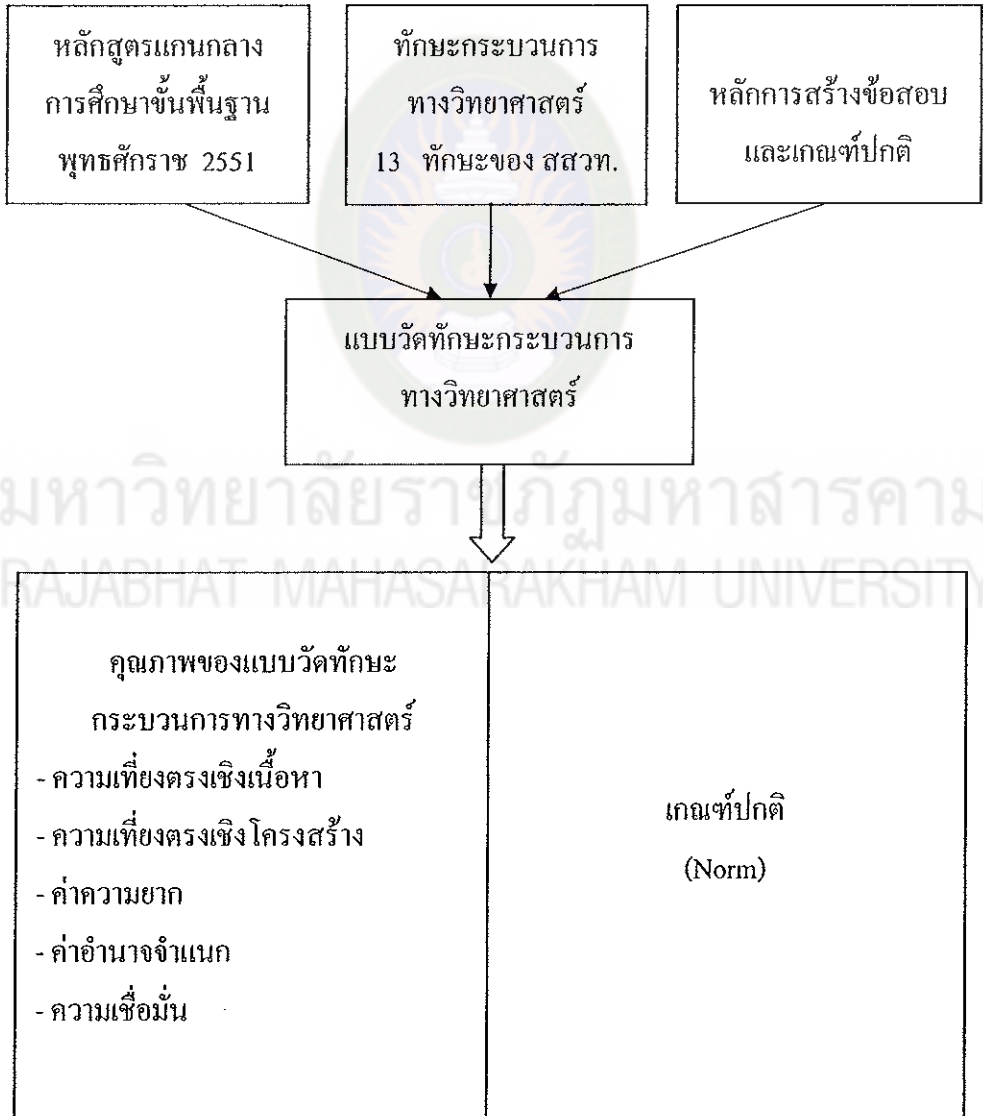 หลักสูตรแกนกลาง
การศึกษาขั้นพื้นฐาน
พุทธศักราช 2551
ทักษะกระบวนการ
ทางวิทยาศาสตร์
13 ทักษะของ สสวท.
หลักการสร้างข้อสอบ
และเกณฑ์ปกติ
แบบวัดทักษะกระบวนการ
ทางวิทยาศาสตร์
มหาวิทยาลัยราชภัฏมหาสารคาม
RAJABHAT MAHASARAKHAM UNIVERSITY
คุณภาพของแบบวัดทักษะ
กระบวนการทางวิทยาศาสตร์
- ความเที่ยงตรงเชิงเนื้อหา
- ความเที่ยงตรงเชิงโครงสร้าง
- ค่าความยาก
- ค่าอำนาจจำแนก
- ความเชื่อมั่น
เกณฑ์ปกติ
(Norm)